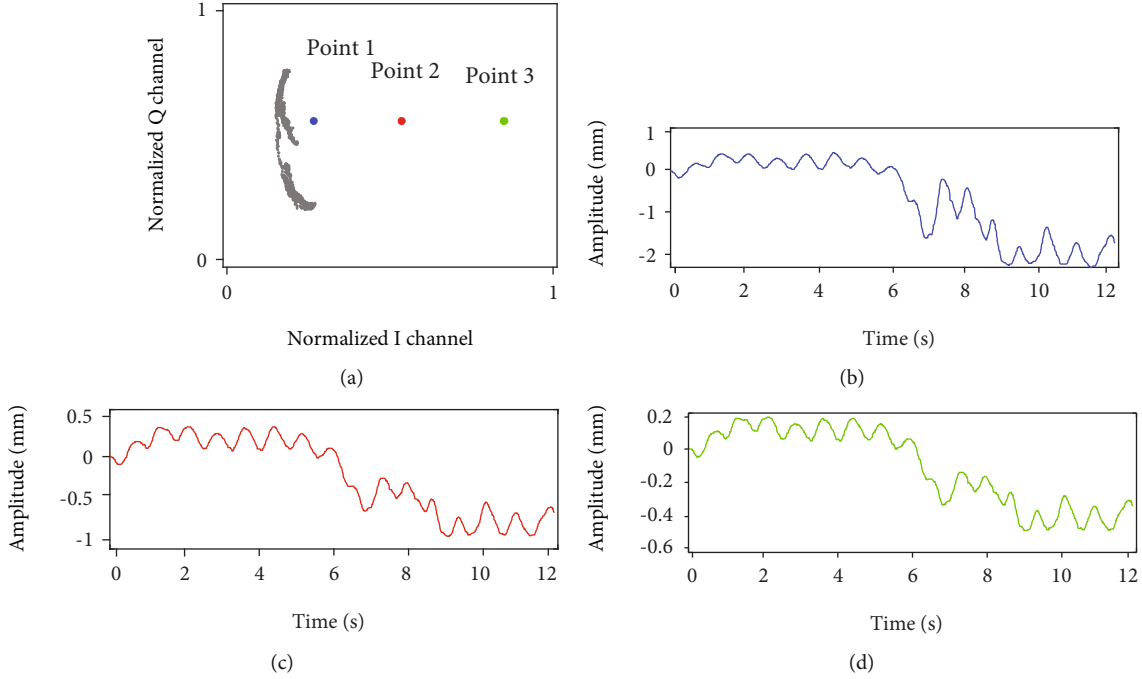 1
Point 1
Point 2
Point 3
Normalized Q channel
0
0
1
Normalized I channel
(a)
1
0
-1
-2
Amplitude (mm)
0
2
4
6
8
10
12
Time (s)
(b)
0.5
0
-0.5
-1
Amplitude (mm)
0
2
4
6
8
10
12
Time (s)
(c)
0.2
0
-0.2
-0.4
-0.6
Amplitude (mm)
0
2
4
6
8
10
12
Time (s)
(d)